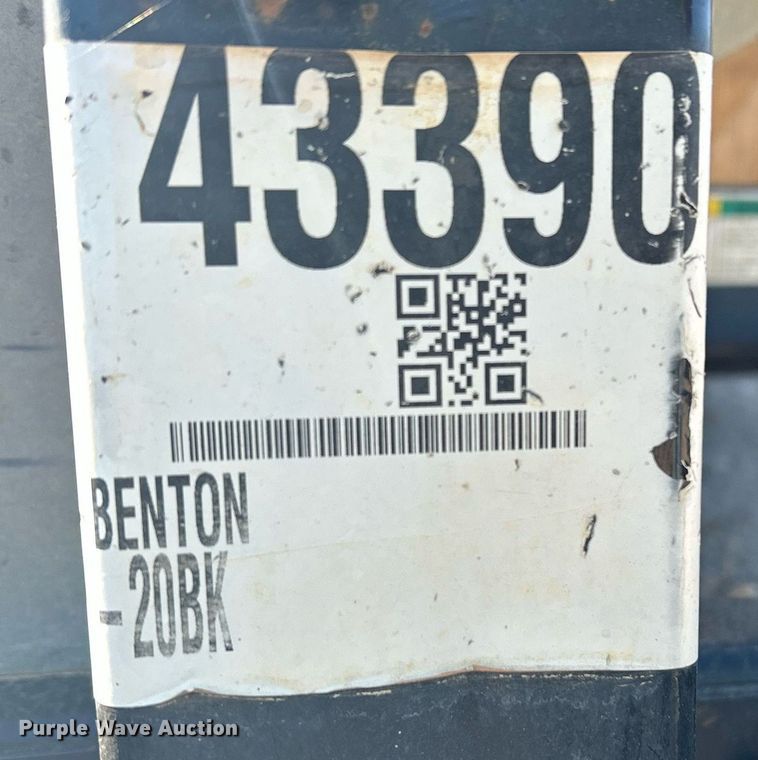 43390
BENTON
-20BK
Purple Wave Auction